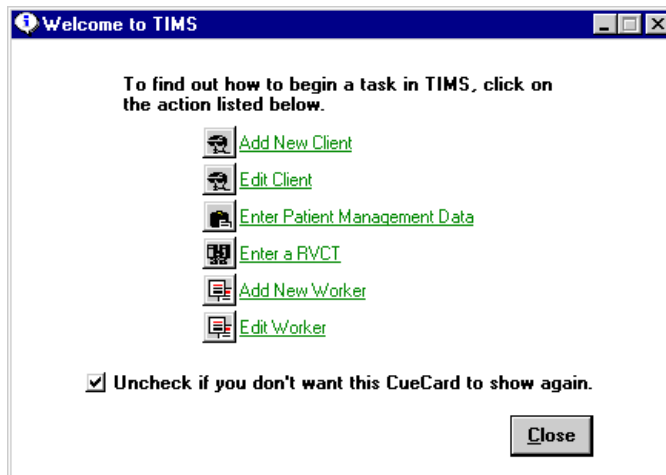 Welcome to TIMS
To find out how to begin a task in TIMS, click on
the action listed below.
Add New Client
Edit Client
Enter Patient Management Data
Enter a RVCT
Add New Worker
Edit Worker
Uncheck if you don't want this CueCard to show again.
Close